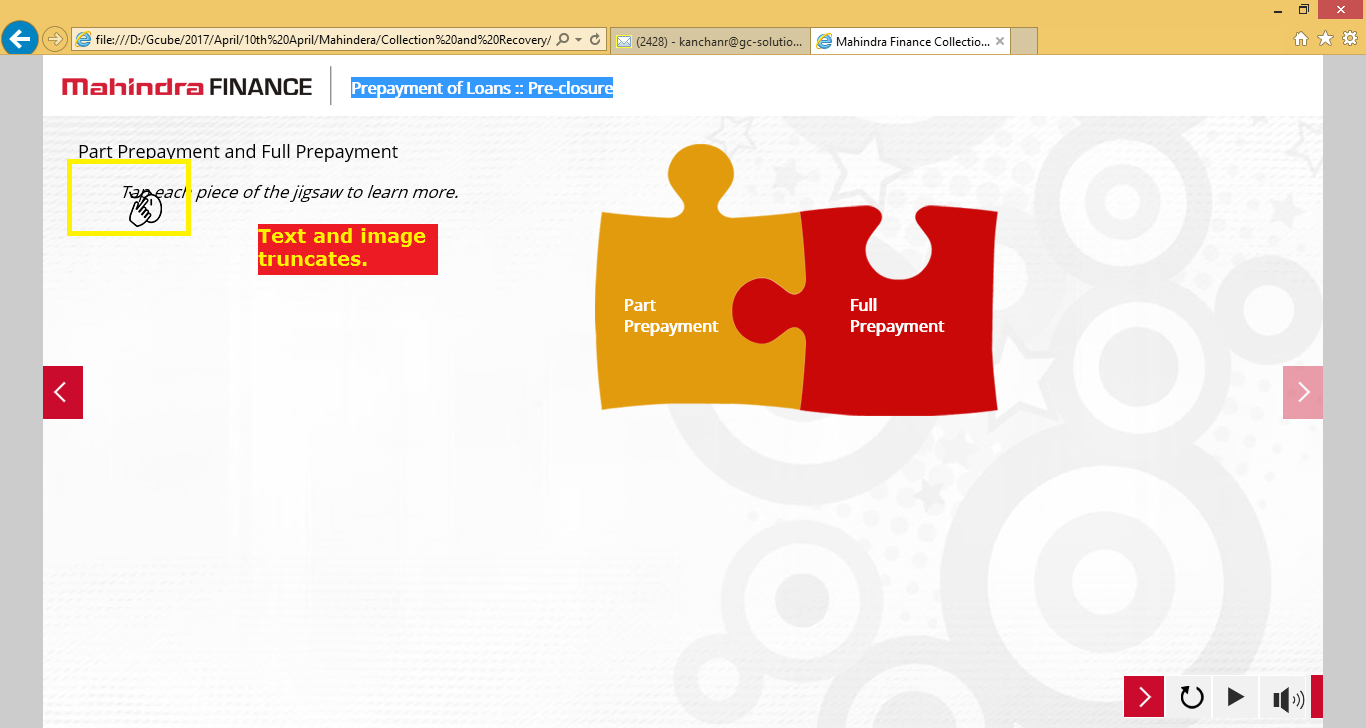 file:///D:/Gcube/2017/April/10th%20April/Mahindera/Collection%20and%20Recovery/
(2428) - kanchanr@gc-solutio...
Mahindra Finance Collectio...
Mahindra FINANCE
Prepayment of Loans :: Pre-closure
Part Prepayment and Full Prepayment
Tap each piece of the jigsaw to learn more.
Text and image
truncates.
Part
Prepayment
Full
Prepayment